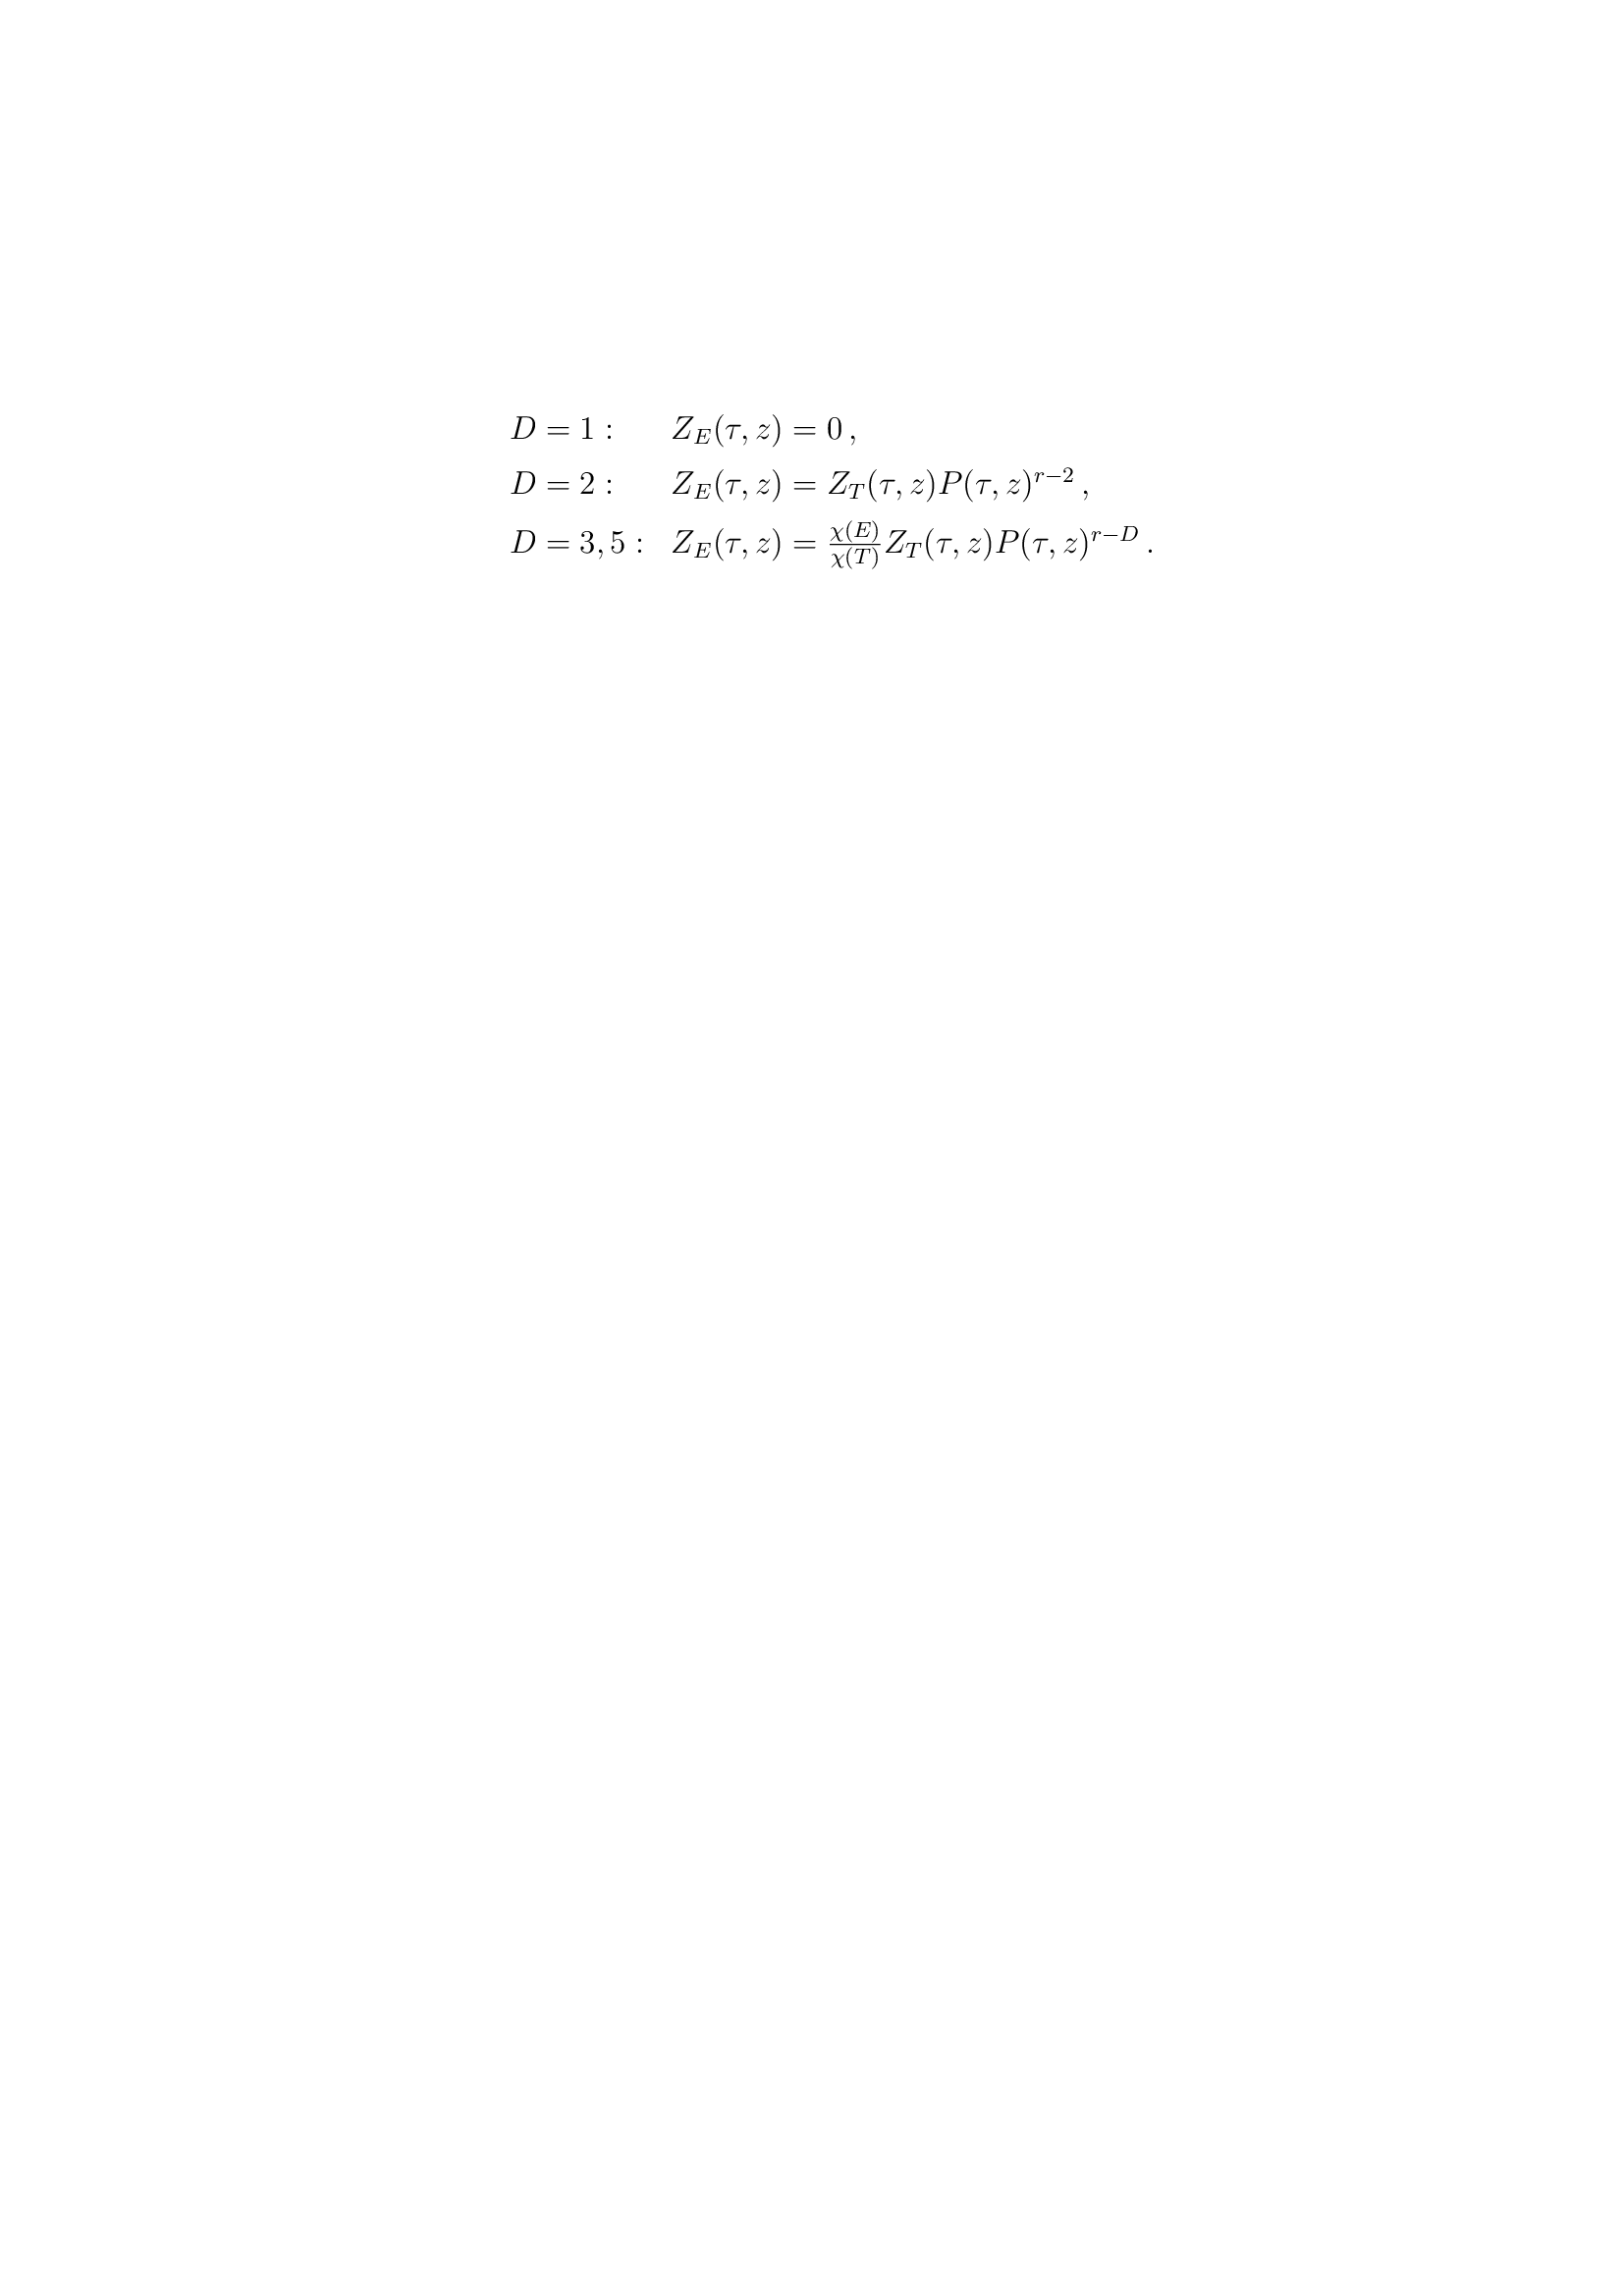 $D = 1 : \quad Z_E(\tau, z) = 0 \, ,$
$D = 2 : \quad Z_E(\tau, z) = Z_T(\tau, z) P(\tau, z)^{r-2} \, ,$
$D = 3, 5 : \quad Z_E(\tau, z) = \frac{\chi(E)}{\chi(T)} Z_T(\tau, z) P(\tau, z)^{r-D} \, .$